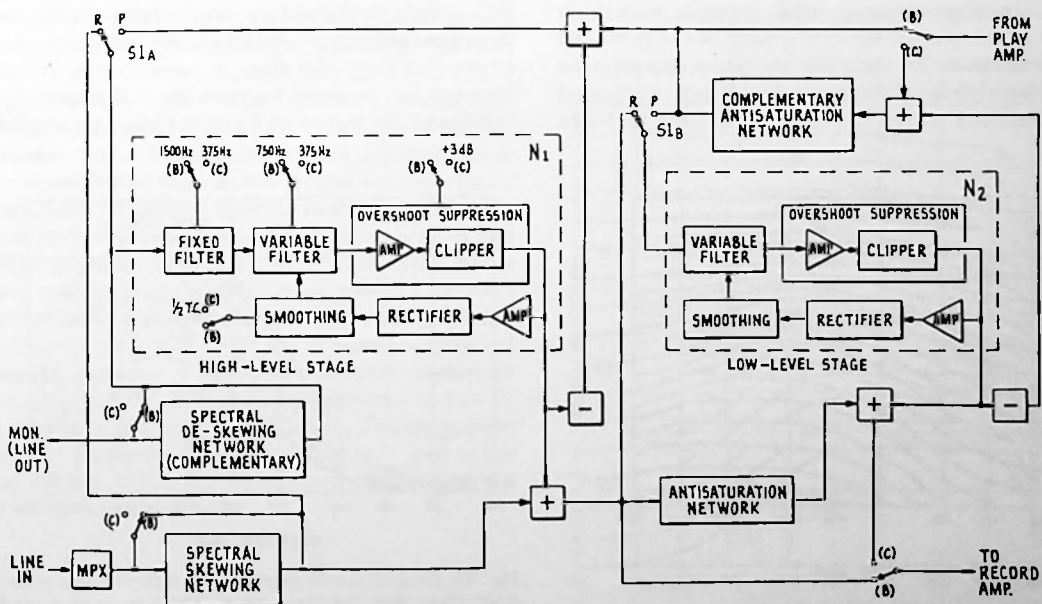 R P
S1A
+
(B)
(C)
FROM
PLAY
AMP.
R P
S1B
COMPLEMENTARY
ANTISATURATION
NETWORK
+
N1
1500Hz 375Hz
(B) (C)
750Hz 375Hz
(B) (C)
+3dB
(B) (C)
OVERSHOOT SUPPRESSION
FIXED
FILTER
VARIABLE
FILTER
AMP
CLIPPER
(C)
(B)
SMOOTHING
RECTIFIER
AMP
HIGH-LEVEL STAGE
N2
OVERSHOOT SUPPRESSION
VARIABLE
FILTER
AMP
CLIPPER
SMOOTHING
RECTIFIER
AMP
LOW-LEVEL STAGE
−
+
−
MON.
(LINE
OUT)
(C)
(B)
SPECTRAL
DE-SKEWING
NETWORK
(COMPLEMENTARY)
+
ANTISATURATION
NETWORK
LINE
IN
MPX
(C)
(B)
SPECTRAL
SKEWING
NETWORK
(C)
(B)
TO
RECORD
AMP.